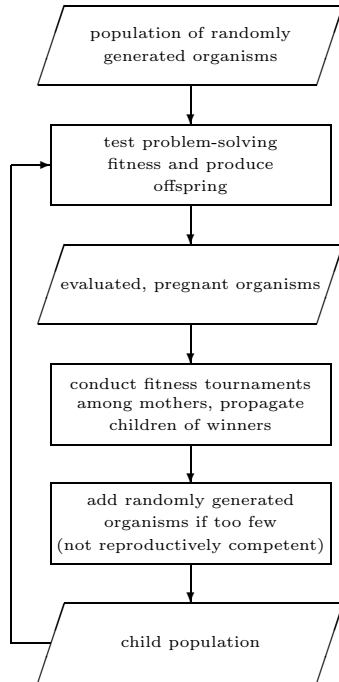 population of randomly
generated organisms
test problem-solving
fitness and produce
offspring
evaluated, pregnant organisms
conduct fitness tournaments
among mothers, propagate
children of winners
add randomly generated
organisms if too few
(not reproductively competent)
child population